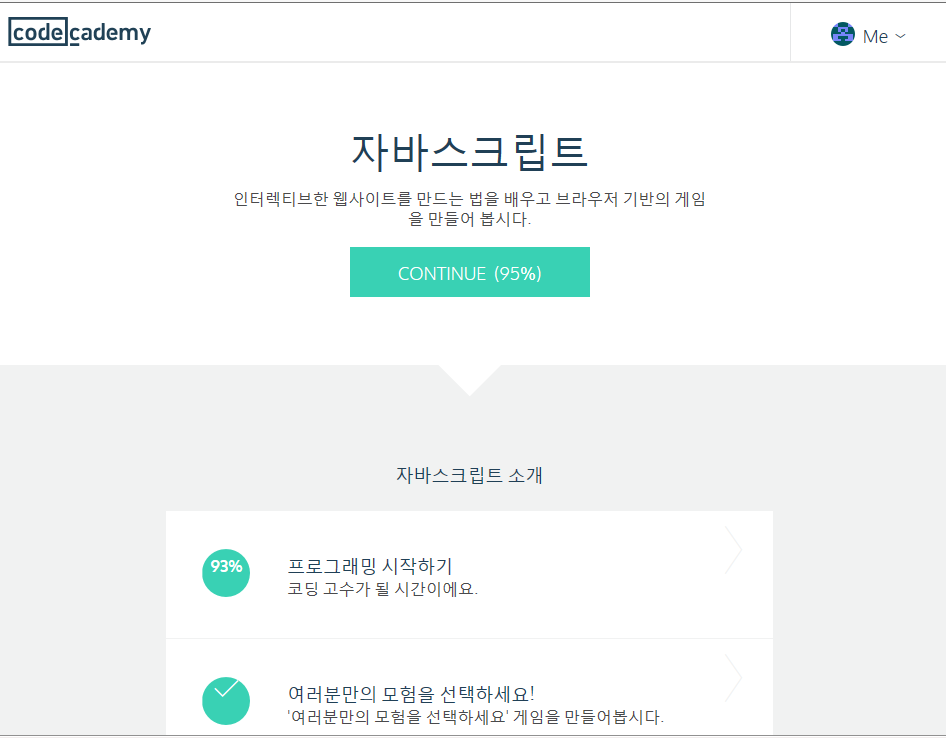 codecademy
Me
자바스크립트
인터렉티브한 웹사이트를 만드는 법을 배우고 브라우저 기반의 게임
을 만들어 봅시다.
CONTINUE (95%)
자바스크립트 소개
93%
프로그래밍 시작하기
코딩 고수가 될 시간이에요.
여러분만의 모험을 선택하세요!
'여러분만의 모험을 선택하세요' 게임을 만들어봅시다.